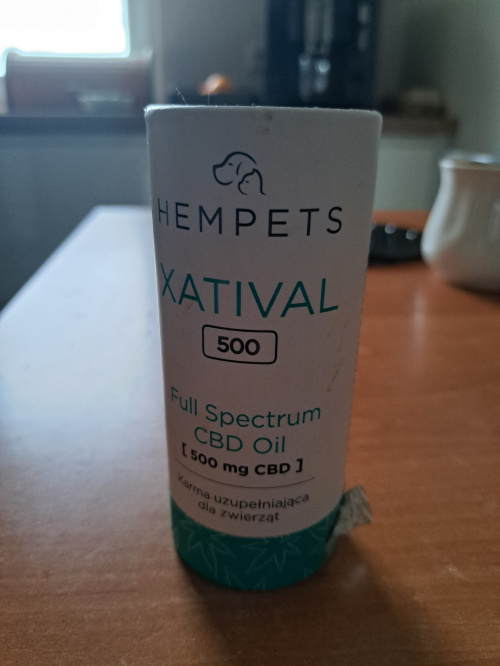 HEMPETS
XATIVAL
500
Full Spectrum
CBD Oil
[ 500 mg CBD ]
Karma uzupełniająca
dla zwierząt